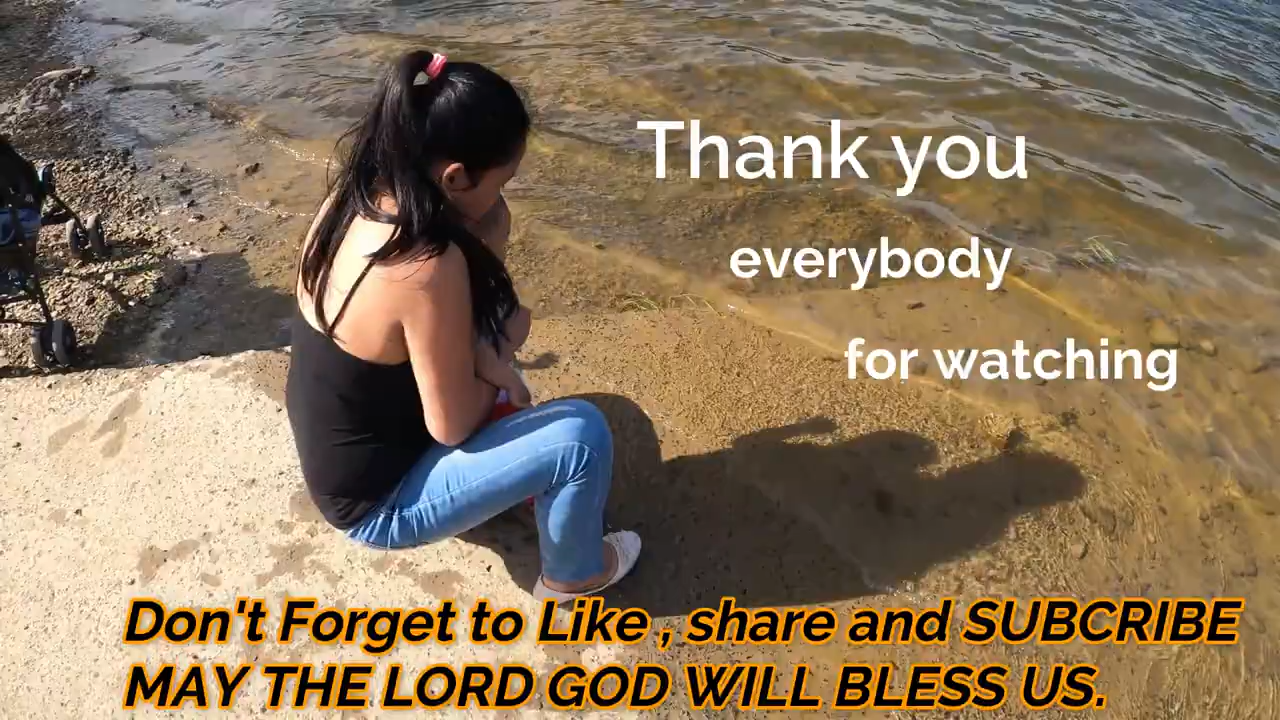 Thank you
everybody
for watching
Don't Forget to Like , share and SUBCRIBE
MAY THE LORD GOD WILL BLESS US.